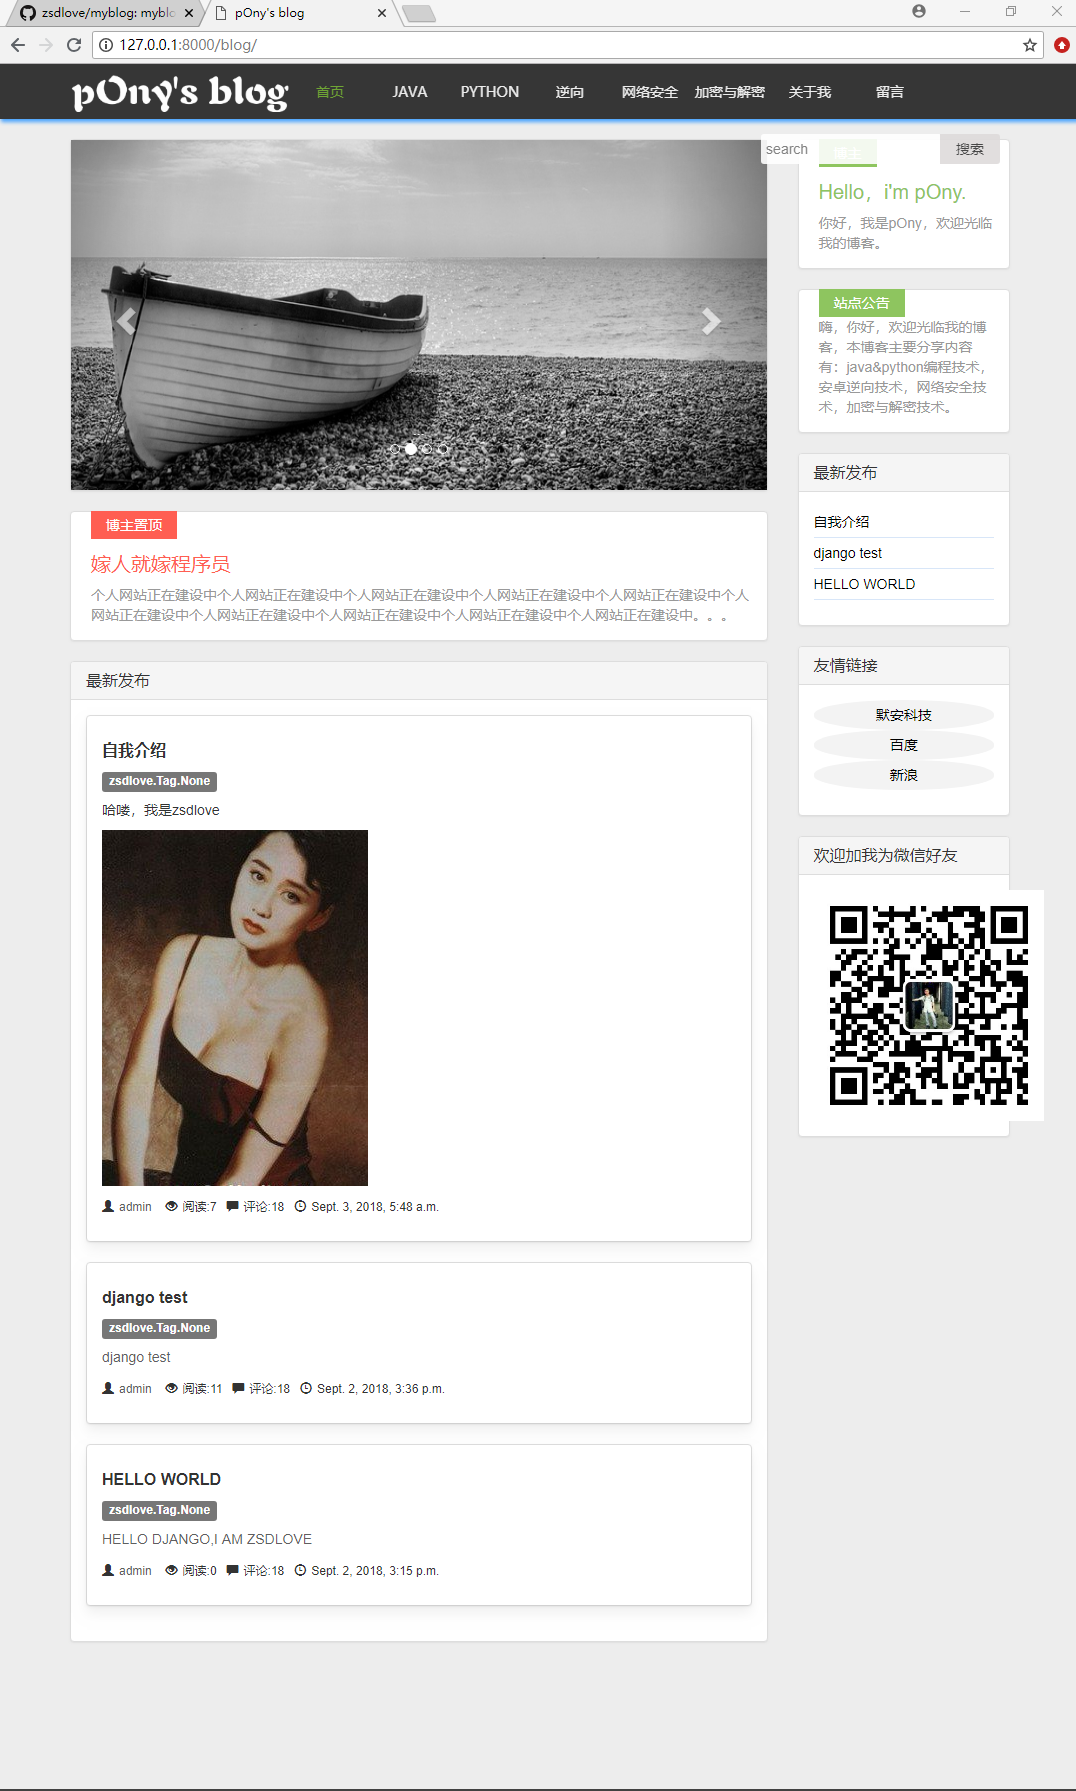 zsdlove/myblog: myblo
pOny's blog
127.0.0.1:8000/blog/
pOny's blog
首页
JAVA
PYTHON
逆向
网络安全
加密与解密
关于我
留言
search
搜索
博主
Hello，i'm pOny.
你好，我是pOny，欢迎光临
我的博客。
站点公告
嗨，你好，欢迎光临我的博
客，本博客主要分享内容
有：java&python编程技术，
安卓逆向技术，网络安全技
术，加密与解密技术。
最新发布
自我介绍
django test
HELLO WORLD
友情链接
默安科技
百度
新浪
欢迎加我为微信好友
博主置顶
嫁人就嫁程序员
个人网站正在建设中个人网站正在建设中个人网站正在建设中个人网站正在建设中个人网站正在建设中个人
网站正在建设中个人网站正在建设中个人网站正在建设中个人网站正在建设中个人网站正在建设中。。。
最新发布
自我介绍
zsdlove.Tag.None
哈喽，我是zsdlove
admin 阅读:7 评论:18 Sept. 3, 2018, 5:48 a.m.
django test
zsdlove.Tag.None
django test
admin 阅读:11 评论:18 Sept. 2, 2018, 3:36 p.m.
HELLO WORLD
zsdlove.Tag.None
HELLO DJANGO,I AM ZSDLOVE
admin 阅读:0 评论:18 Sept. 2, 2018, 3:15 p.m.